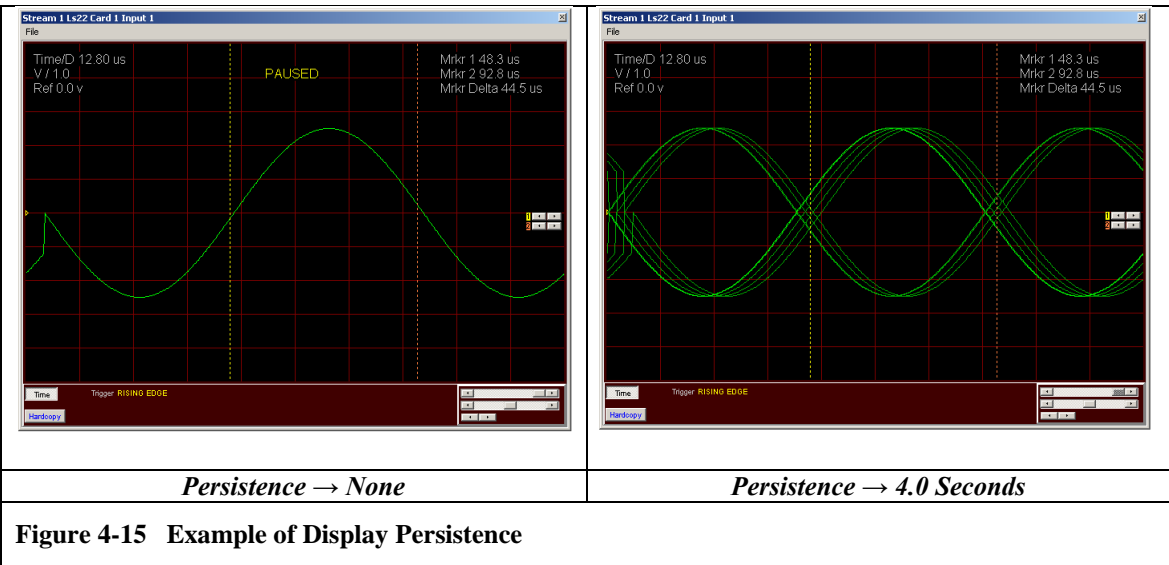 Stream 1 Ls22 Card 1 Input 1
File
Time/D 12.80 us
V / 1.0
Ref 0.0 v
PAUSED
Mrkr 1 48.3 us
Mrkr 2 92.8 us
Mrkr Delta 44.5 us
1
2
Time
Trigger RISING EDGE
Hardcopy
Stream 1 Ls22 Card 1 Input 1
File
Time/D 12.80 us
V / 1.0
Ref 0.0 v
Mrkr 1 48.3 us
Mrkr 2 92.8 us
Mrkr Delta 44.5 us
1
2
Time
Trigger RISING EDGE
Hardcopy
Persistence → None
Persistence → 4.0 Seconds
Figure 4-15 Example of Display Persistence